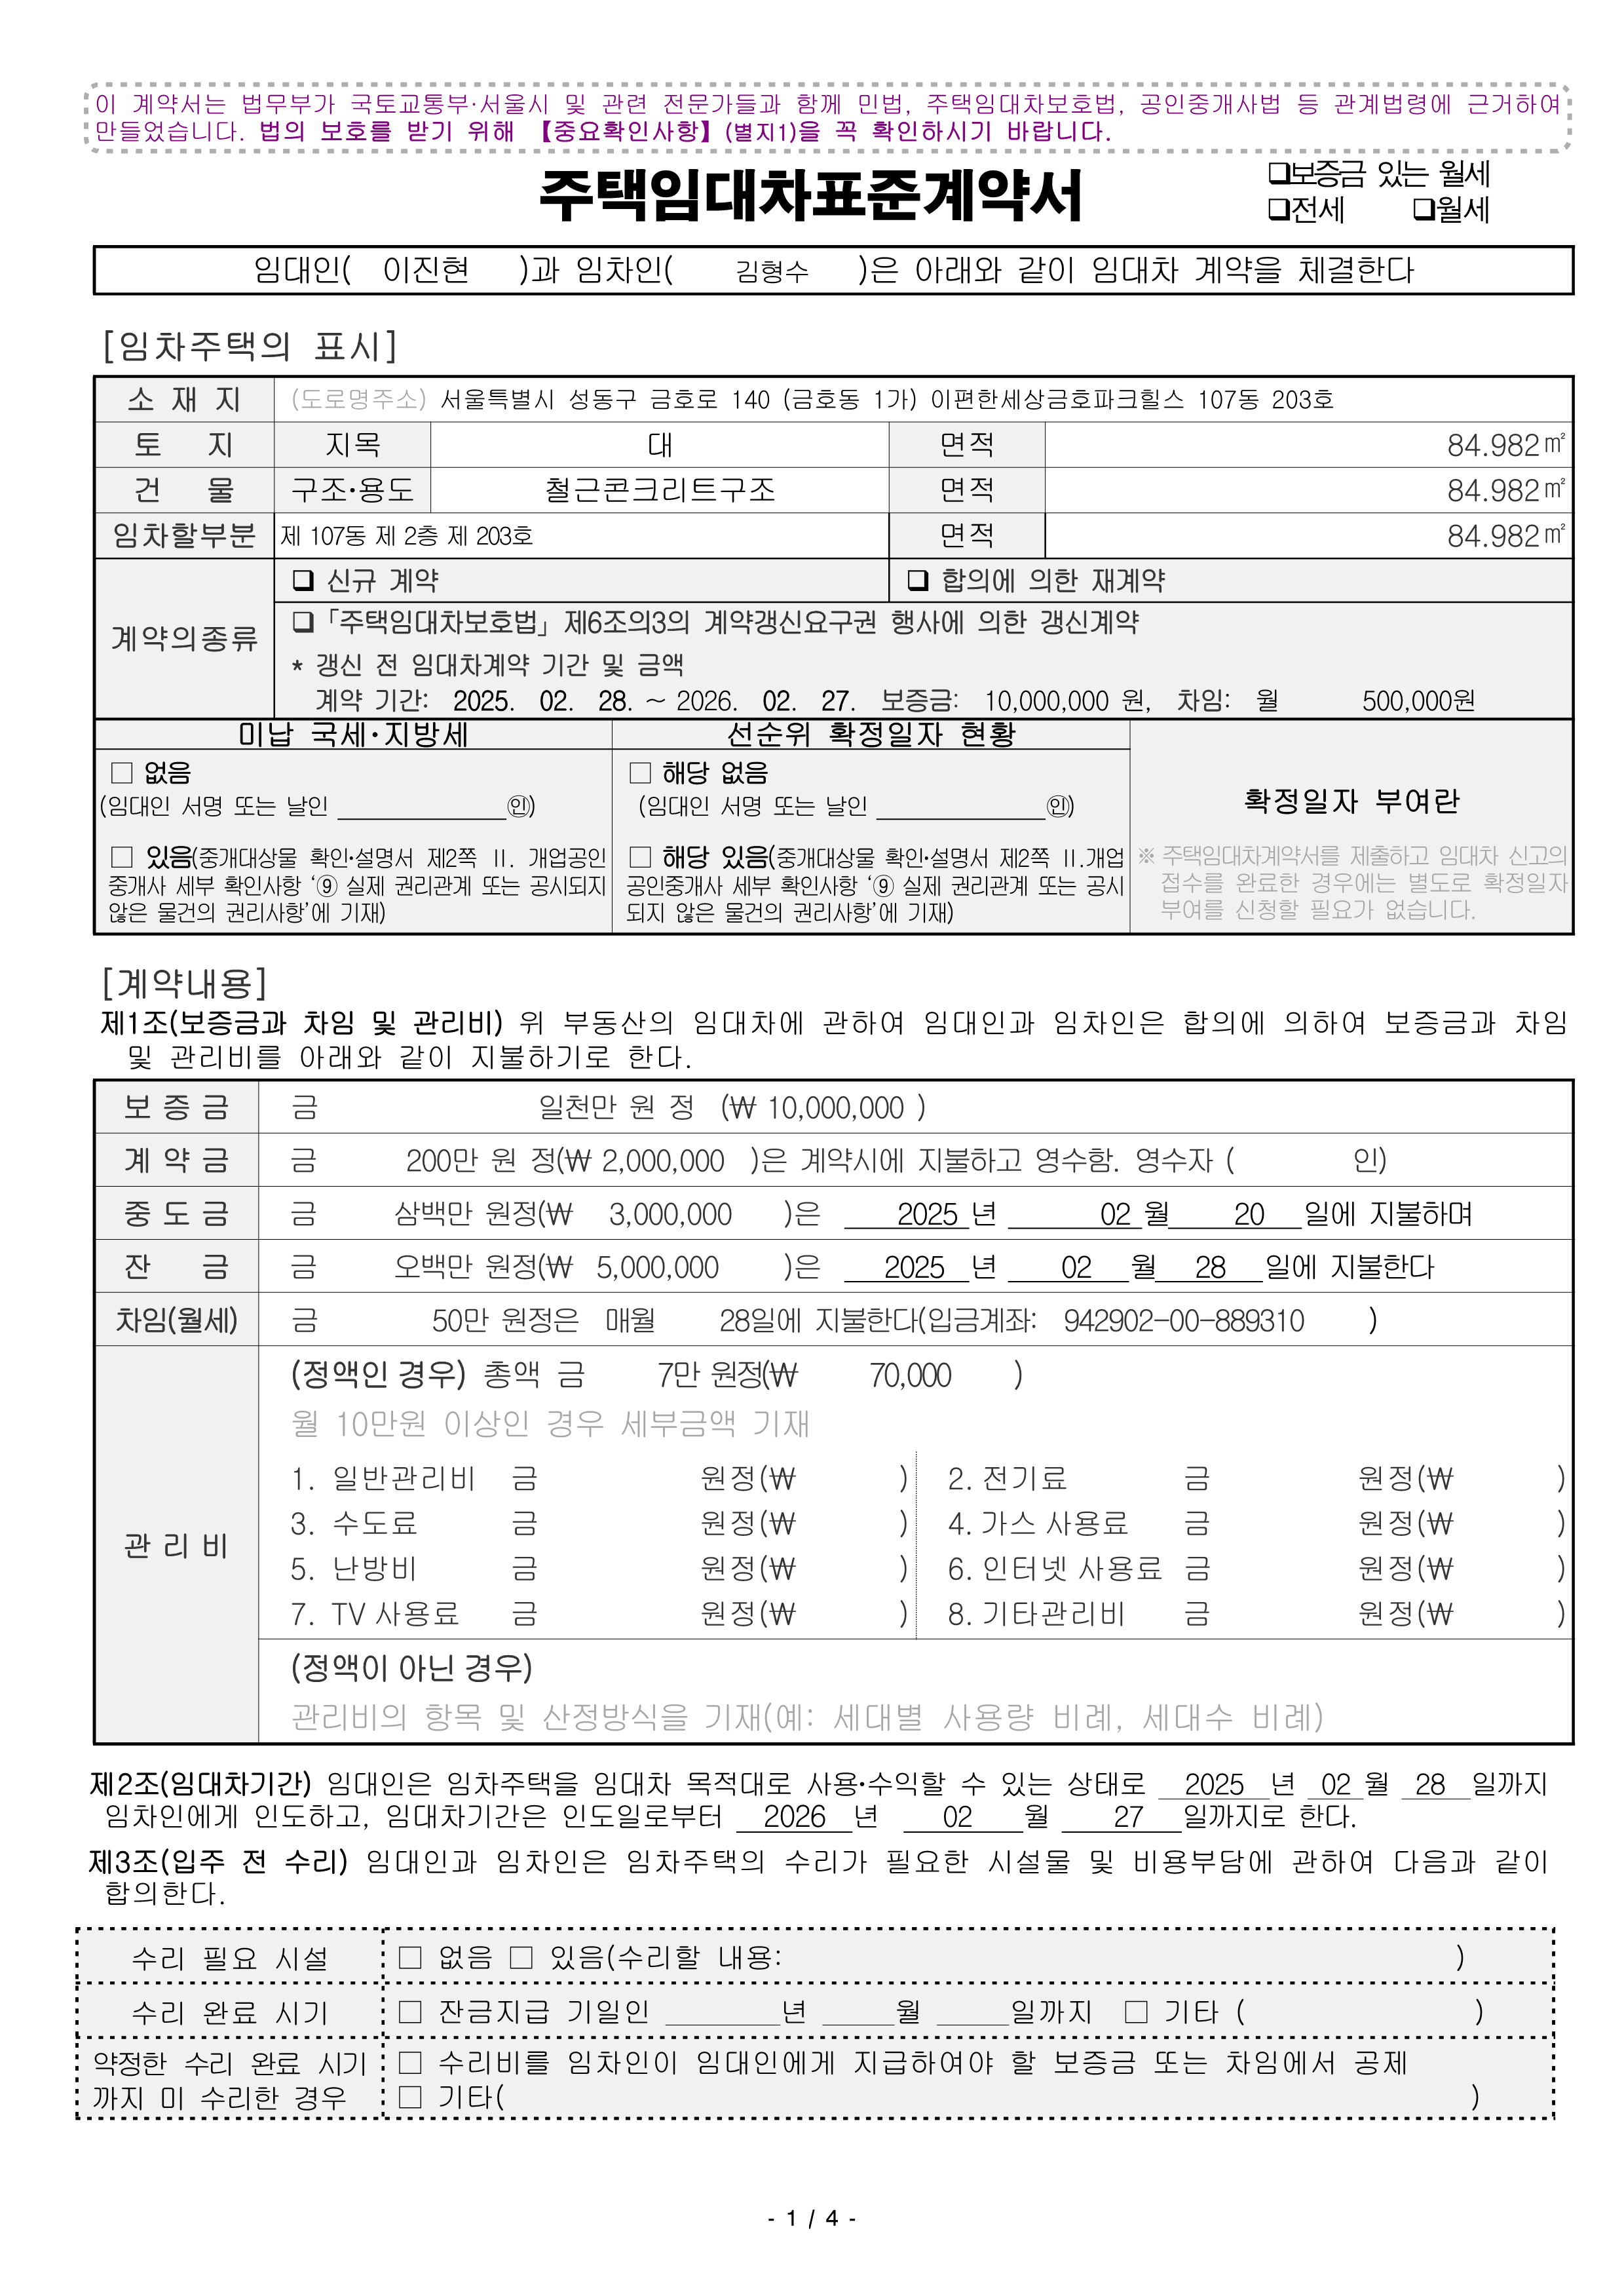 이 계약서는 법무부가 국토교통부·서울시 및 관련 전문가들과 함께 민법, 주택임대차보호법, 공인중개사법 등 관계법령에 근거하여
만들었습니다. 법의 보호를 받기 위해 【중요확인사항】(별지1)을 꼭 확인하시기 바랍니다.
❏보증금 있는 월세
주택임대차표준계약서
❏전세 ❏월세
임대인( 이진현 )과 임차인( 김형수 )은 아래와 같이 임대차 계약을 체결한다
[임차주택의 표시]
소 재 지 (도로명주소) 서울특별시 성동구 금호로 140 (금호동 1가) 이편한세상금호파크힐스 107동 203호
토 지 지목 대 면적 84.982㎡
건 물 구조·용도 철근콘크리트구조 면적 84.982㎡
임차할부분 제 107동 제 2층 제 203호 면적 84.982㎡
계약의종류 ❏ 신규 계약 ❏ 합의에 의한 재계약
❏「주택임대차보호법」 제6조의3의 계약갱신요구권 행사에 의한 갱신계약
* 갱신 전 임대차계약 기간 및 금액
계약 기간: 2025. 02. 28. ~ 2026. 02. 27. 보증금: 10,000,000 원, 차임: 월 500,000원
미납 국세·지방세 선순위 확정일자 현황
확정일자 부여란
□ 없음 □ 해당 없음
(임대인 서명 또는 날인 ____________㊞) (임대인 서명 또는 날인 ____________㊞)
□ 있음(중개대상물 확인·설명서 제2쪽 Ⅱ. 개업공인
중개사 세부 확인사항 ‘⑨ 실제 권리관계 또는 공시되지
않은 물건의 권리사항’에 기재)
□ 해당 있음(중개대상물 확인·설명서 제2쪽 Ⅱ.개업
공인중개사 세부 확인사항 ‘⑨ 실제 권리관계 또는 공시
되지 않은 물건의 권리사항’에 기재)
※ 주택임대차계약서를 제출하고 임대차 신고의
접수를 완료한 경우에는 별도로 확정일자
부여를 신청할 필요가 없습니다.
[계약내용]
제1조(보증금과 차임 및 관리비) 위 부동산의 임대차에 관하여 임대인과 임차인은 합의에 의하여 보증금과 차임
및 관리비를 아래와 같이 지불하기로 한다.
보 증 금 금 일천만 원 정 (₩ 10,000,000 )
계 약 금 금 200만 원 정(₩ 2,000,000 )은 계약시에 지불하고 영수함. 영수자 ( 인)
중 도 금 금 삼백만 원정(₩ 3,000,000 )은 2025 년 02 월 20 일에 지불하며
잔 금 금 오백만 원정(₩ 5,000,000 )은 2025 년 02 월 28 일에 지불한다
차임(월세) 금 50만 원정은 매월 28일에 지불한다(입금계좌: 942902-00-889310 )
관 리 비 (정액인 경우) 총액 금 7만 원정(₩ 70,000 )
월 10만원 이상인 경우 세부금액 기재
1. 일반관리비 금 원정(₩ ) 2. 전기료 금 원정(₩ )
3. 수도료 금 원정(₩ ) 4. 가스 사용료 금 원정(₩ )
5. 난방비 금 원정(₩ ) 6. 인터넷 사용료 금 원정(₩ )
7. TV 사용료 금 원정(₩ ) 8. 기타관리비 금 원정(₩ )
(정액이 아닌 경우)
관리비의 항목 및 산정방식을 기재(예: 세대별 사용량 비례, 세대수 비례)
제2조(임대차기간) 임대인은 임차주택을 임대차 목적대로 사용·수익할 수 있는 상태로 2025 년 02 월 28 일까지
임차인에게 인도하고, 임대차기간은 인도일로부터 2026 년 02 월 27 일까지로 한다.
제3조(입주 전 수리) 임대인과 임차인은 임차주택의 수리가 필요한 시설물 및 비용부담에 관하여 다음과 같이
합의한다.
수리 필요 시설 □ 없음 □ 있음(수리할 내용: )
수리 완료 시기 □ 잔금지급 기일인 ________년 _____월 _____일까지 □ 기타 ( )
약정한 수리 완료 시기 □ 수리비를 임차인이 임대인에게 지급하여야 할 보증금 또는 차임에서 공제
까지 미 수리한 경우 □ 기타( )
- 1 / 4 -